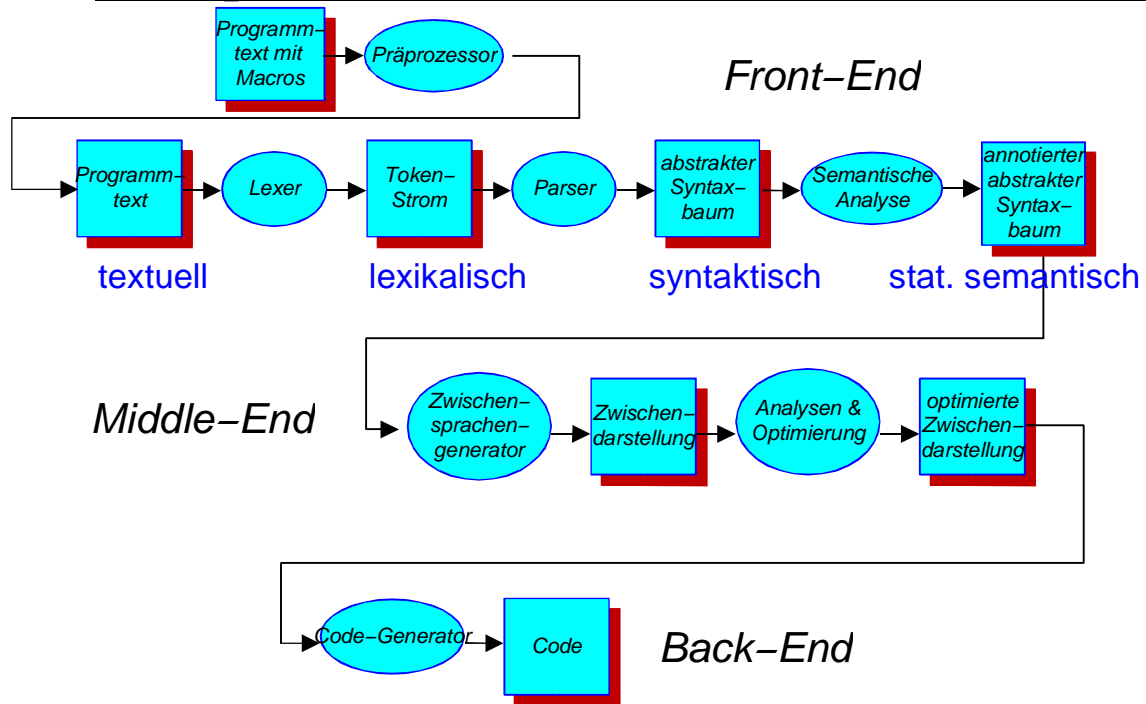 Programm–
text mit
Macros
Präprozessor
Front–End
Programm–
text
Lexer
Token–
Strom
Parser
abstrakter
Syntax–
baum
Semantische
Analyse
annotierter
abstrakter
Syntax–
baum
textuell
lexikalisch
syntaktisch
stat. semantisch
Middle–End
Zwischen–
sprachen–
generator
Zwischen–
darstellung
Analysen &
Optimierung
optimierte
Zwischen–
darstellung
Code–Generator
Code
Back–End